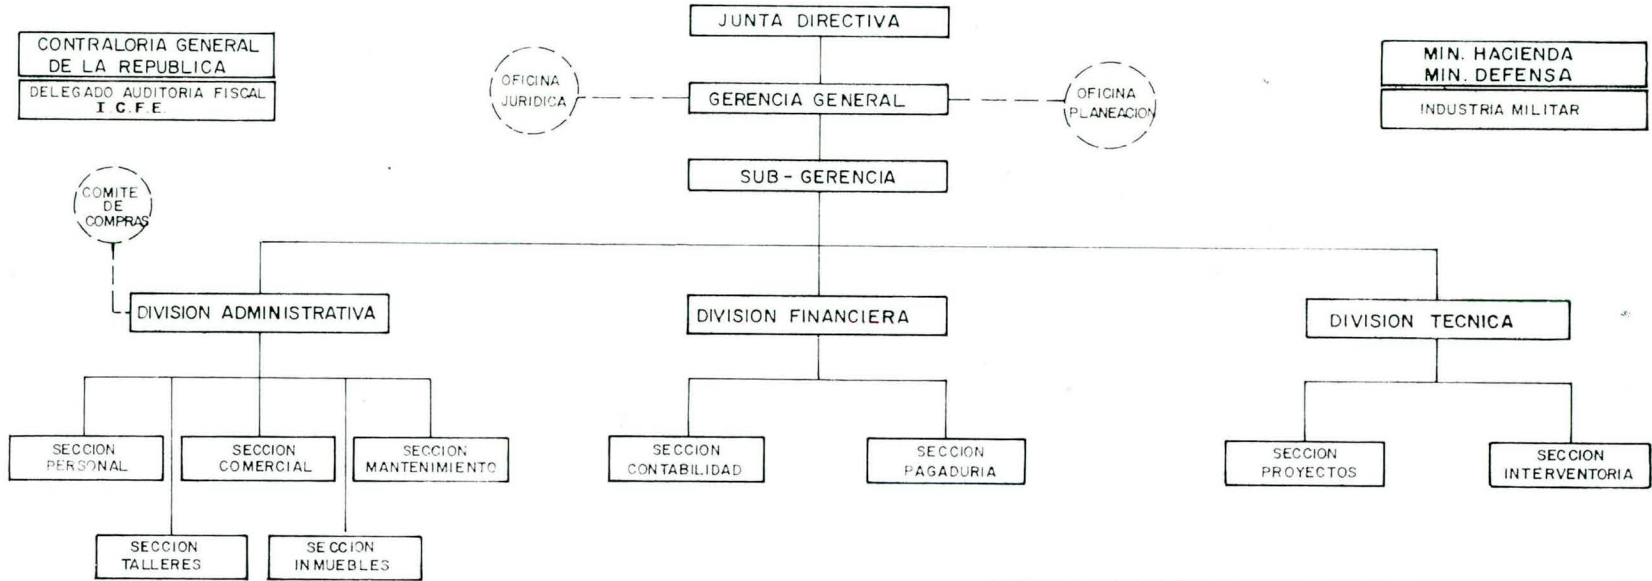 JUNTA DIRECTIVA
CONTRALORIA GENERAL
DE LA REPUBLICA
DELEGADO AUDITORIA FISCAL
I.C.F.E.
OFICINA
JURIDICA
GERENCIA GENERAL
OFICINA
PLANEACION
MIN. HACIENDA
MIN. DEFENSA
INDUSTRIA MILITAR
SUB-GERENCIA
COMITE
DE
COMPRAS
DIVISION ADMINISTRATIVA
DIVISION FINANCIERA
DIVISION TECNICA
SECCION
PERSONAL
SECCION
COMERCIAL
SECCION
MANTENIMIENTO
SECCION
CONTABILIDAD
SECCION
PAGADURIA
SECCION
PROYECTOS
SECCION
INTERVENTORIA
SECCION
TALLERES
SECCION
INMUEBLES